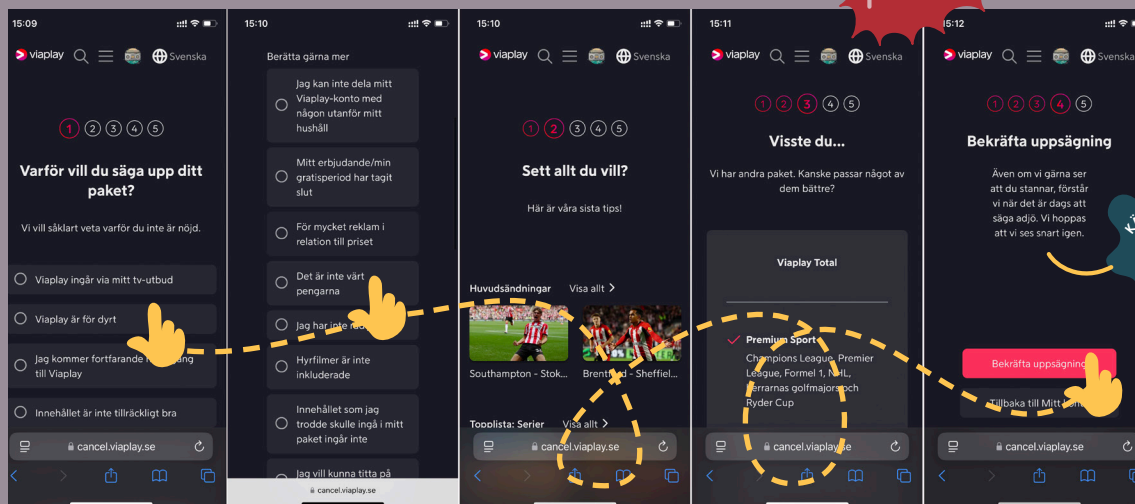 15:09
viaplay
Svenska
1 2 3 4 5
Varför vill du säga upp ditt
paket?
Vi vill såklart veta varför du inte är nöjd.
Viaplay ingår via mitt tv-utbud
Viaplay är för dyrt
Jag kommer fortfarande
till Viaplay
Innehållet är inte tillräckligt bra
cancel.viaplay.se
15:10
Berätta gärna mer
Jag kan inte dela mitt
Viaplay-konto med
någon utanför mitt
hushåll
Mitt erbjudande/min
gratisperiod har tagit
slut
För mycket reklam i
relation till priset
Det är inte värt
pengarna
Jag har inte
Hyrfilmer är inte
inkluderade
Innehållet som jag
trodde skulle ingå i mitt
paket ingår inte
Jag vill kunna titta på
cancel.viaplay.se
15:10
viaplay
Svenska
1 2 3 4 5
Sett allt du vill?
Här är våra sista tips!
Huvudsändningar Visa allt >
Southampton - Stok... Brentford - Sheffiel...
Topplista: Serier Visa allt >
cancel.viaplay.se
15:11
viaplay
Svenska
1 2 3 4 5
Visste du...
Vi har andra paket. Kanske passar något av
dem bättre?
Viaplay Total
Premium Sport
Champions League, Premier
League, Formel 1, NHL,
herrarnas golfmajors och
Ryder Cup
cancel.viaplay.se
15:12
viaplay
Svenska
1 2 3 4 5
Bekräfta uppsägning
Även om vi gärna ser
att du stannar, förstår
vi när det är dags att
säga adjö. Vi hoppas
att vi ses snart igen.
Bekräfta uppsägning
Tillbaka till Mitt
cancel.viaplay.se